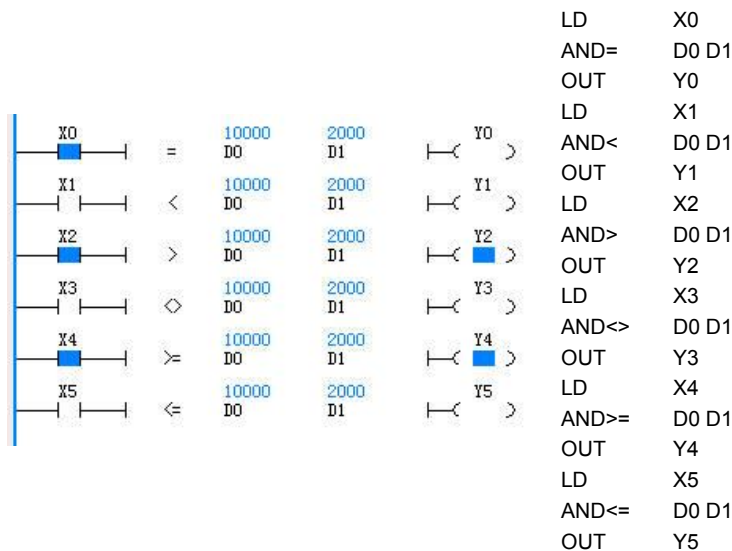 X0 = 10000 D0 2000 D1 Y0
X1 < 10000 D0 2000 D1 Y1
X2 > 10000 D0 2000 D1 Y2
X3 <> 10000 D0 2000 D1 Y3
X4 >= 10000 D0 2000 D1 Y4
X5 <= 10000 D0 2000 D1 Y5
LD X0
AND= D0 D1
OUT Y0
LD X1
AND< D0 D1
OUT Y1
LD X2
AND> D0 D1
OUT Y2
LD X3
AND<> D0 D1
OUT Y3
LD X4
AND>= D0 D1
OUT Y4
LD X5
AND<= D0 D1
OUT Y5